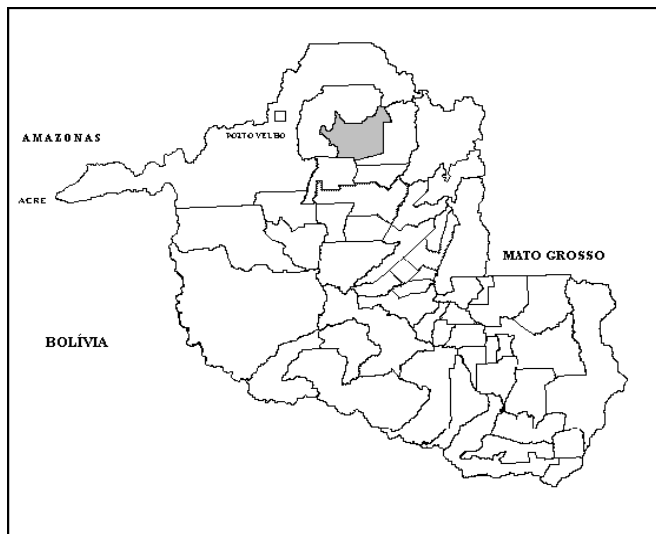 PORTO VELHO
AMAZONAS
ACRE
MATO GROSSO
BOLÍVIA